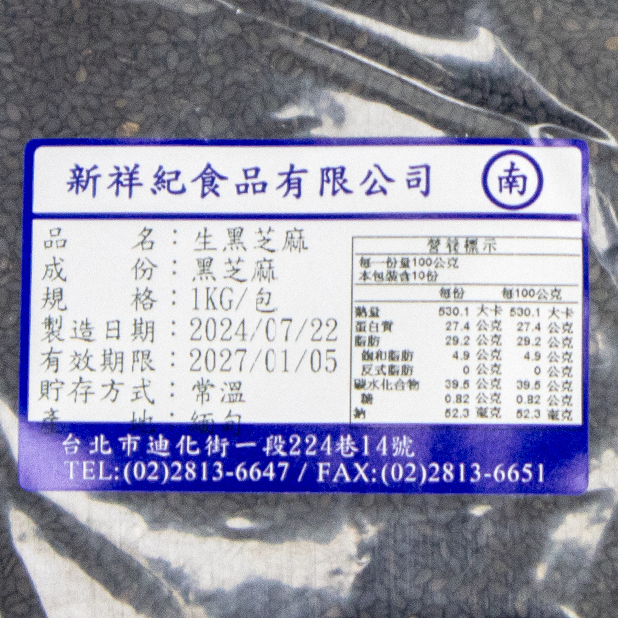 新祥紀食品有限公司 南
品 名：生黑芝麻
成 份：黑芝麻
規 格：1KG/包
製造日期：2024/07/22
有效期限：2027/01/05
貯存方式：常溫
產 地：緬甸
營養標示
每一份量100公克
本包裝含10份
每份 每100公克
熱量 530.1 大卡 530.1 大卡
蛋白質 27.4 公克 27.4 公克
脂肪 29.2 公克 29.2 公克
飽和脂肪 4.9 公克 4.9 公克
反式脂肪 0 公克 0 公克
碳水化合物 39.5 公克 39.5 公克
糖 0.82 公克 0.82 公克
鈉 52.3 毫克 52.3 毫克
台北市迪化街一段224巷14號
TEL:(02)2813-6647 / FAX:(02)2813-6651